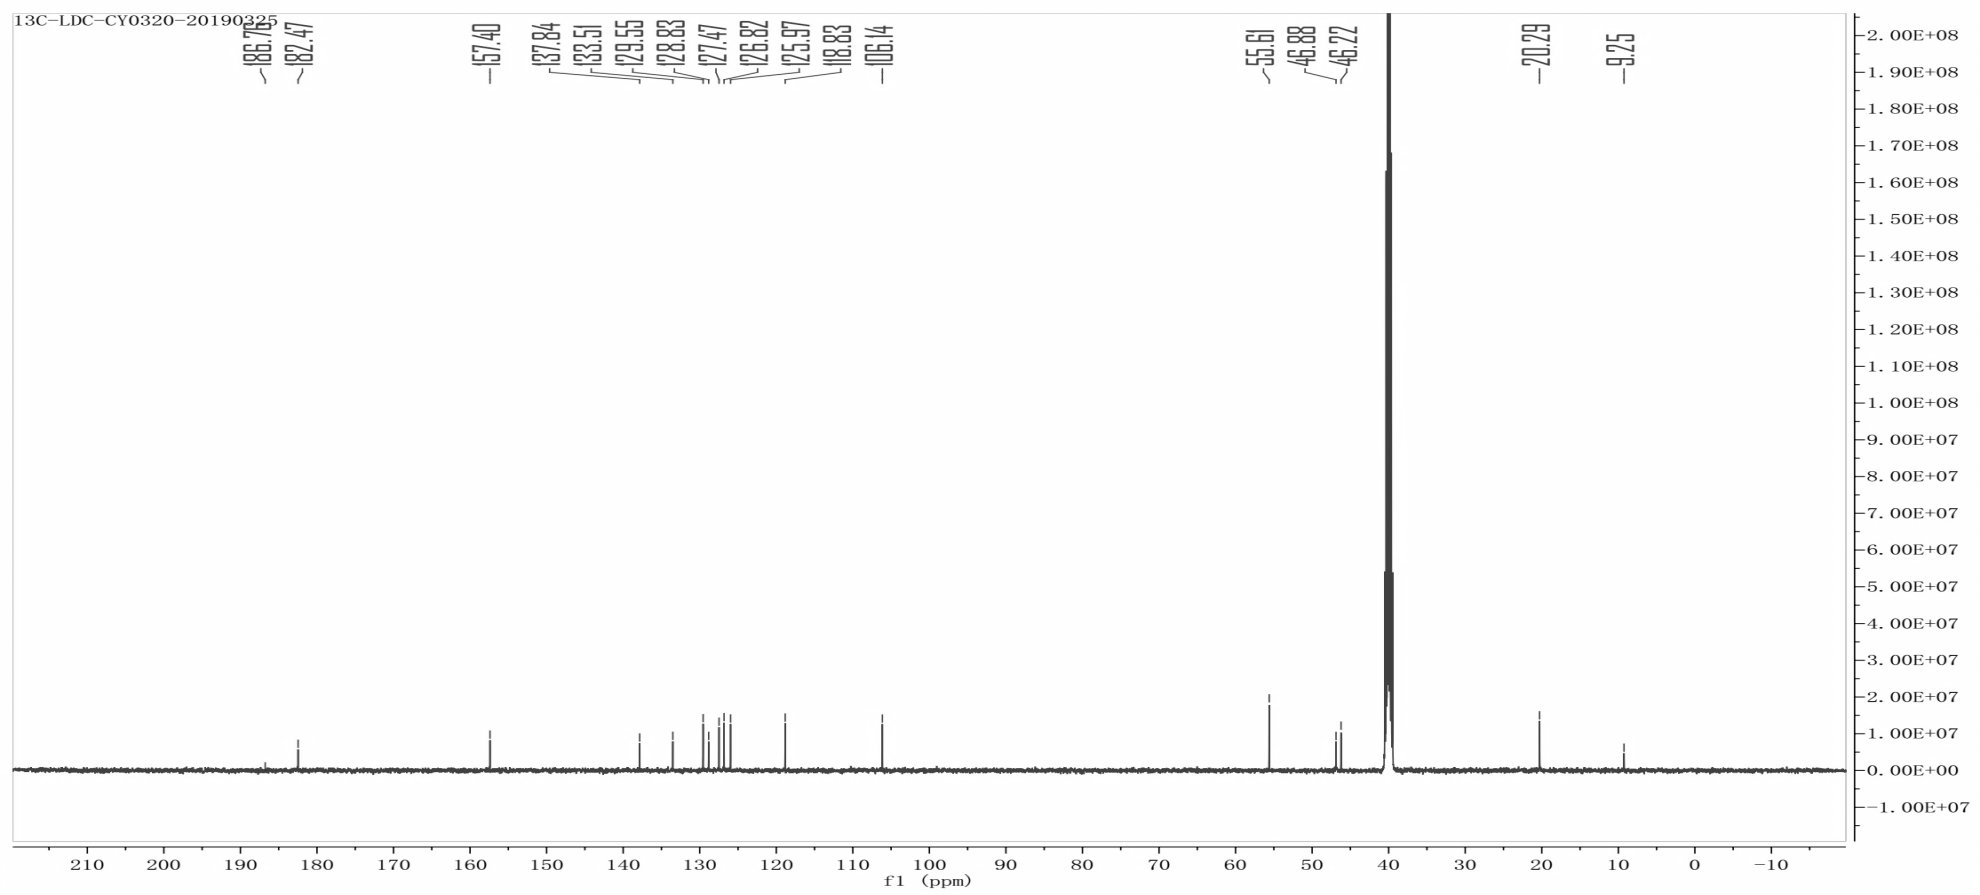 13C-LDC-CY0320-20190325
186.76
182.47
157.40
137.84
133.51
129.55
128.83
127.47
126.82
125.97
118.83
106.14
55.61
46.88
46.22
20.29
9.25
2.00E+08
1.90E+08
1.80E+08
1.70E+08
1.60E+08
1.50E+08
1.40E+08
1.30E+08
1.20E+08
1.10E+08
1.00E+08
9.00E+07
8.00E+07
7.00E+07
6.00E+07
5.00E+07
4.00E+07
3.00E+07
2.00E+07
1.00E+07
0.00E+00
-1.00E+07
210 200 190 180 170 160 150 140 130 120 110 100 90 80 70 60 50 40 30 20 10 0 -10
f1 (ppm)